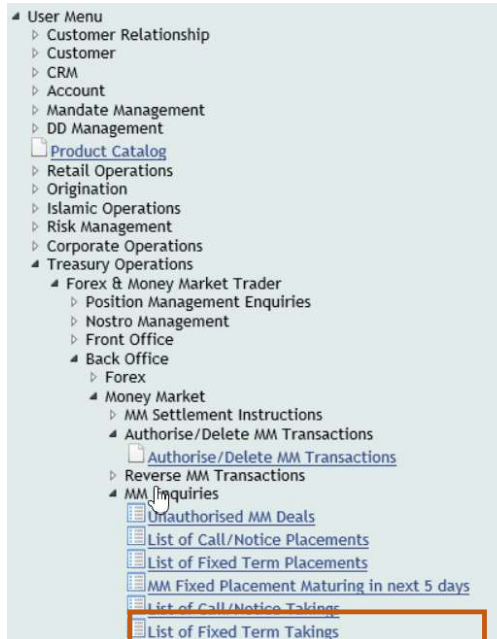 User Menu
Customer Relationship
Customer
CRM
Account
Mandate Management
DD Management
Product Catalog
Retail Operations
Origination
Islamic Operations
Risk Management
Corporate Operations
Treasury Operations
Forex & Money Market Trader
Position Management Enquiries
Nostro Management
Front Office
Back Office
Forex
Money Market
MM Settlement Instructions
Authorise/Delete MM Transactions
Authorise/Delete MM Transactions
Reverse MM Transactions
MM Enquiries
Unauthorised MM Deals
List of Call/Notice Placements
List of Fixed Term Placements
MM Fixed Placement Maturing in next 5 days
List of Call/Notice Takings
List of Fixed Term Takings